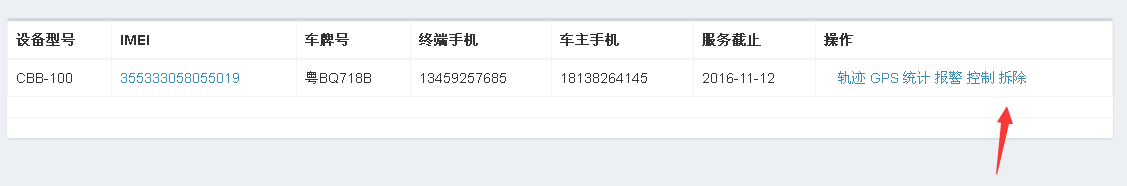 设备型号 IMEI 车牌号 终端手机 车主手机 服务截止 操作
CBB-100 355333058055019 粤BQ718B 13459257685 18138264145 2016-11-12 轨迹 GPS 统计 报警 控制 拆除